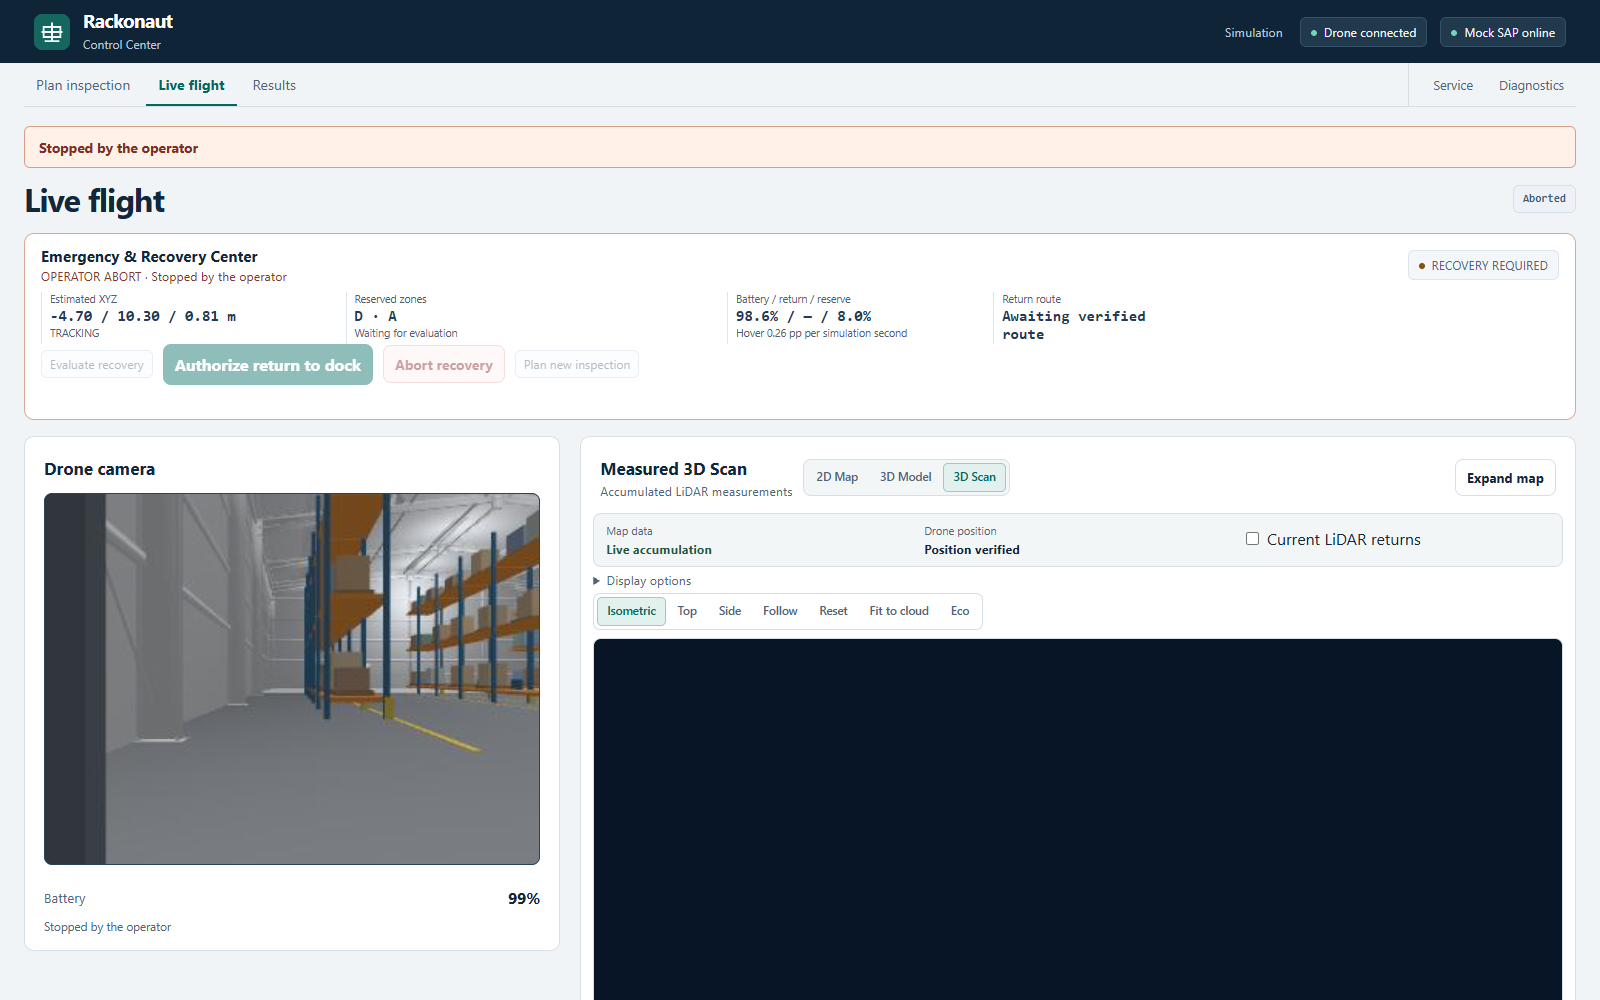 Rackonaut
Control Center
Simulation
Drone connected
Mock SAP online
Plan inspection
Live flight
Results
Service
Diagnostics
Stopped by the operator
Live flight
Aborted
Emergency & Recovery Center
OPERATOR ABORT · Stopped by the operator
RECOVERY REQUIRED
Estimated XYZ
-4.70 / 10.30 / 0.81 m
TRACKING
Reserved zones
D · A
Waiting for evaluation
Battery / return / reserve
98.6% / — / 8.0%
Hover 0.26 pp per simulation second
Return route
Awaiting verified
route
Evaluate recovery
Authorize return to dock
Abort recovery
Plan new inspection
Drone camera
Battery
99%
Stopped by the operator
Measured 3D Scan
Accumulated LiDAR measurements
2D Map
3D Model
3D Scan
Expand map
Map data
Live accumulation
Drone position
Position verified
Current LiDAR returns
Display options
Isometric
Top
Side
Follow
Reset
Fit to cloud
Eco